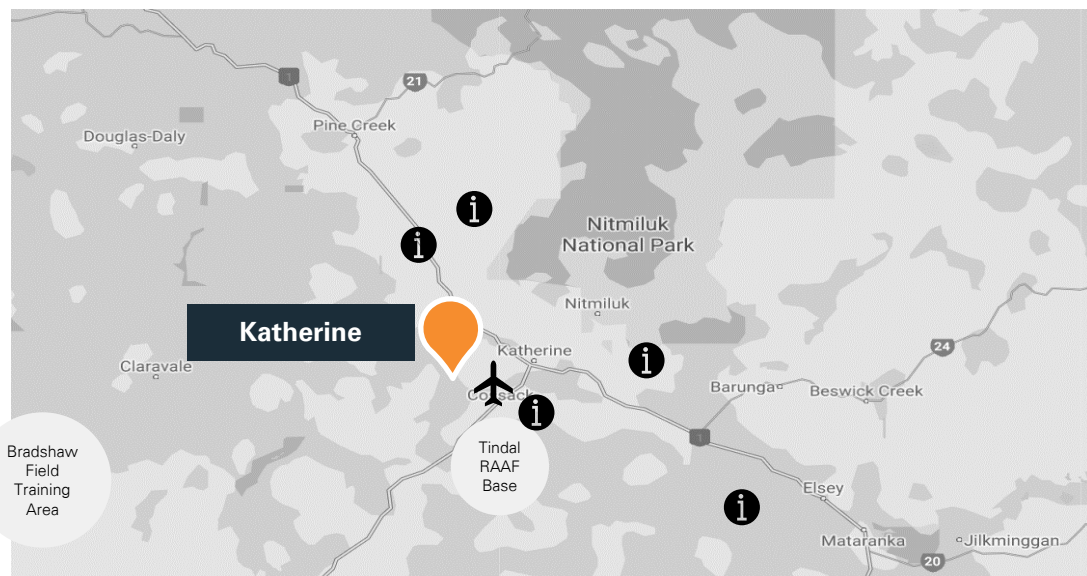 1
21
Pine Creek
Douglas-Daly
i
i
Nitmiluk
National Park
Nitmiluk
Katherine
Katherine
24
i
Claravale
Barunga
Beswick Creek
Cossack
i
1
Bradshaw
Field
Training
Area
Tindal
RAAF
Base
Elsey
i
Mataranka
Jilkminggan
20